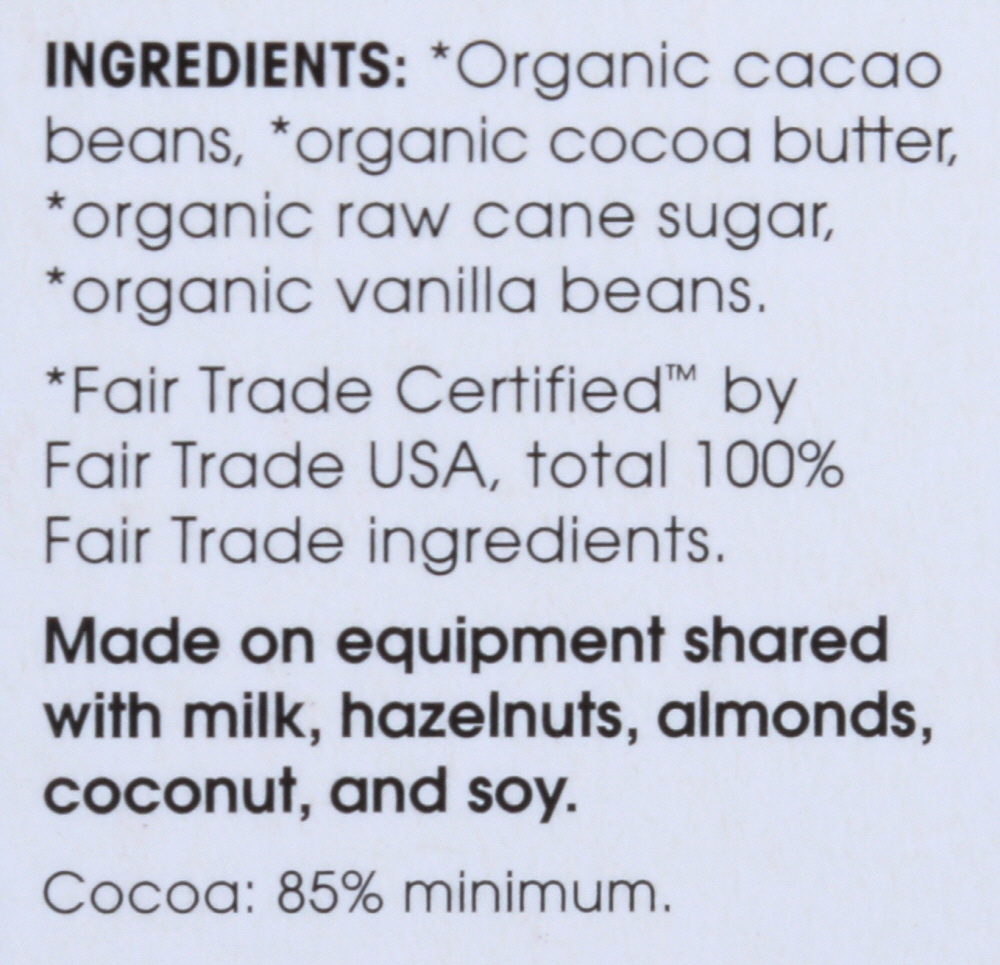 INGREDIENTS: *Organic cacao
beans, *organic cocoa butter,
*organic raw cane sugar,
*organic vanilla beans.
*Fair Trade Certified™ by
Fair Trade USA, total 100%
Fair Trade ingredients.
Made on equipment shared
with milk, hazelnuts, almonds,
coconut, and soy.
Cocoa: 85% minimum.